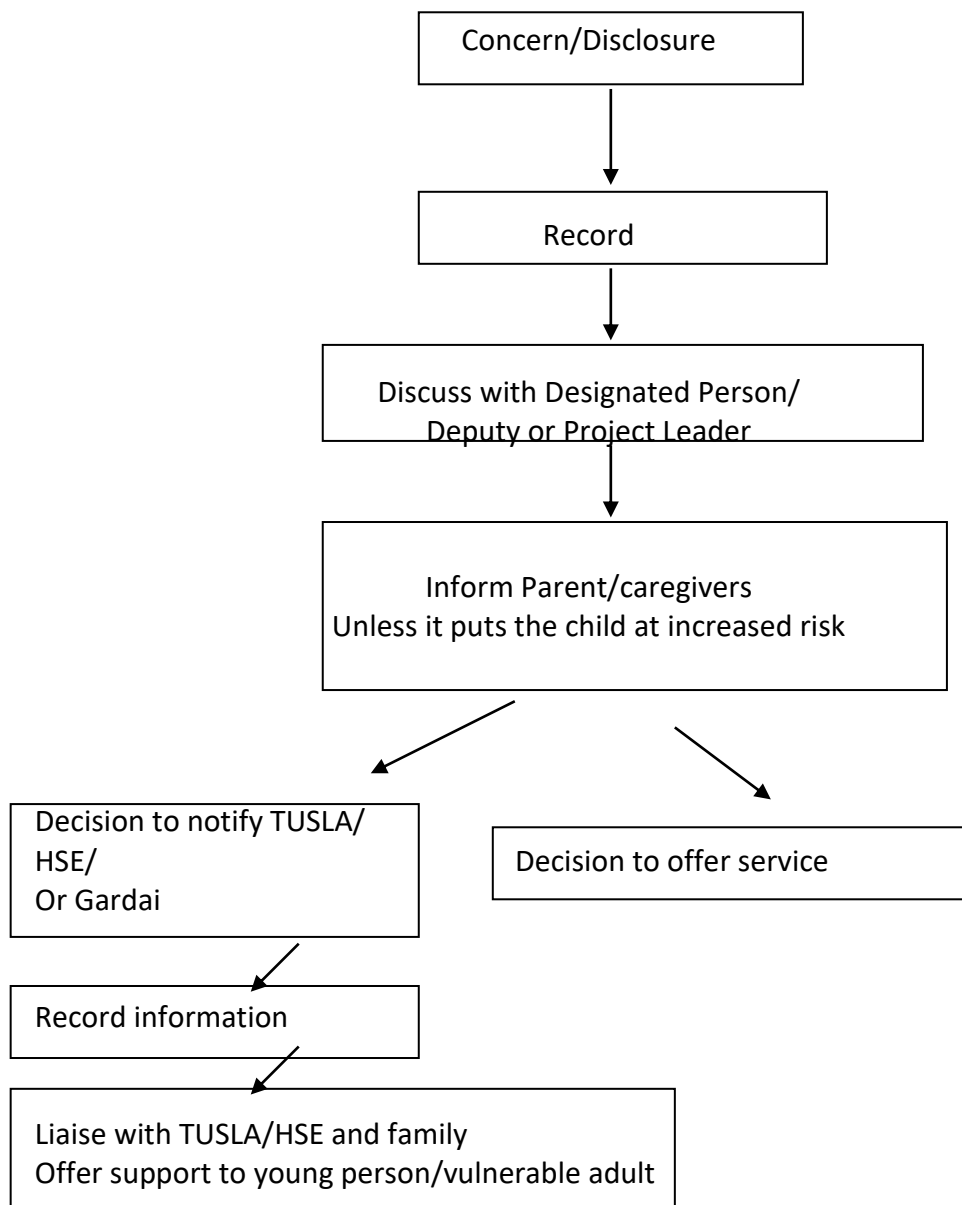 Concern/Disclosure
Record
Discuss with Designated Person/
Deputy or Project Leader
Inform Parent/caregivers
Unless it puts the child at increased risk
Decision to notify TUSLA/
HSE/
Or Gardai
Decision to offer service
Record information
Liaise with TUSLA/HSE and family
Offer support to young person/vulnerable adult